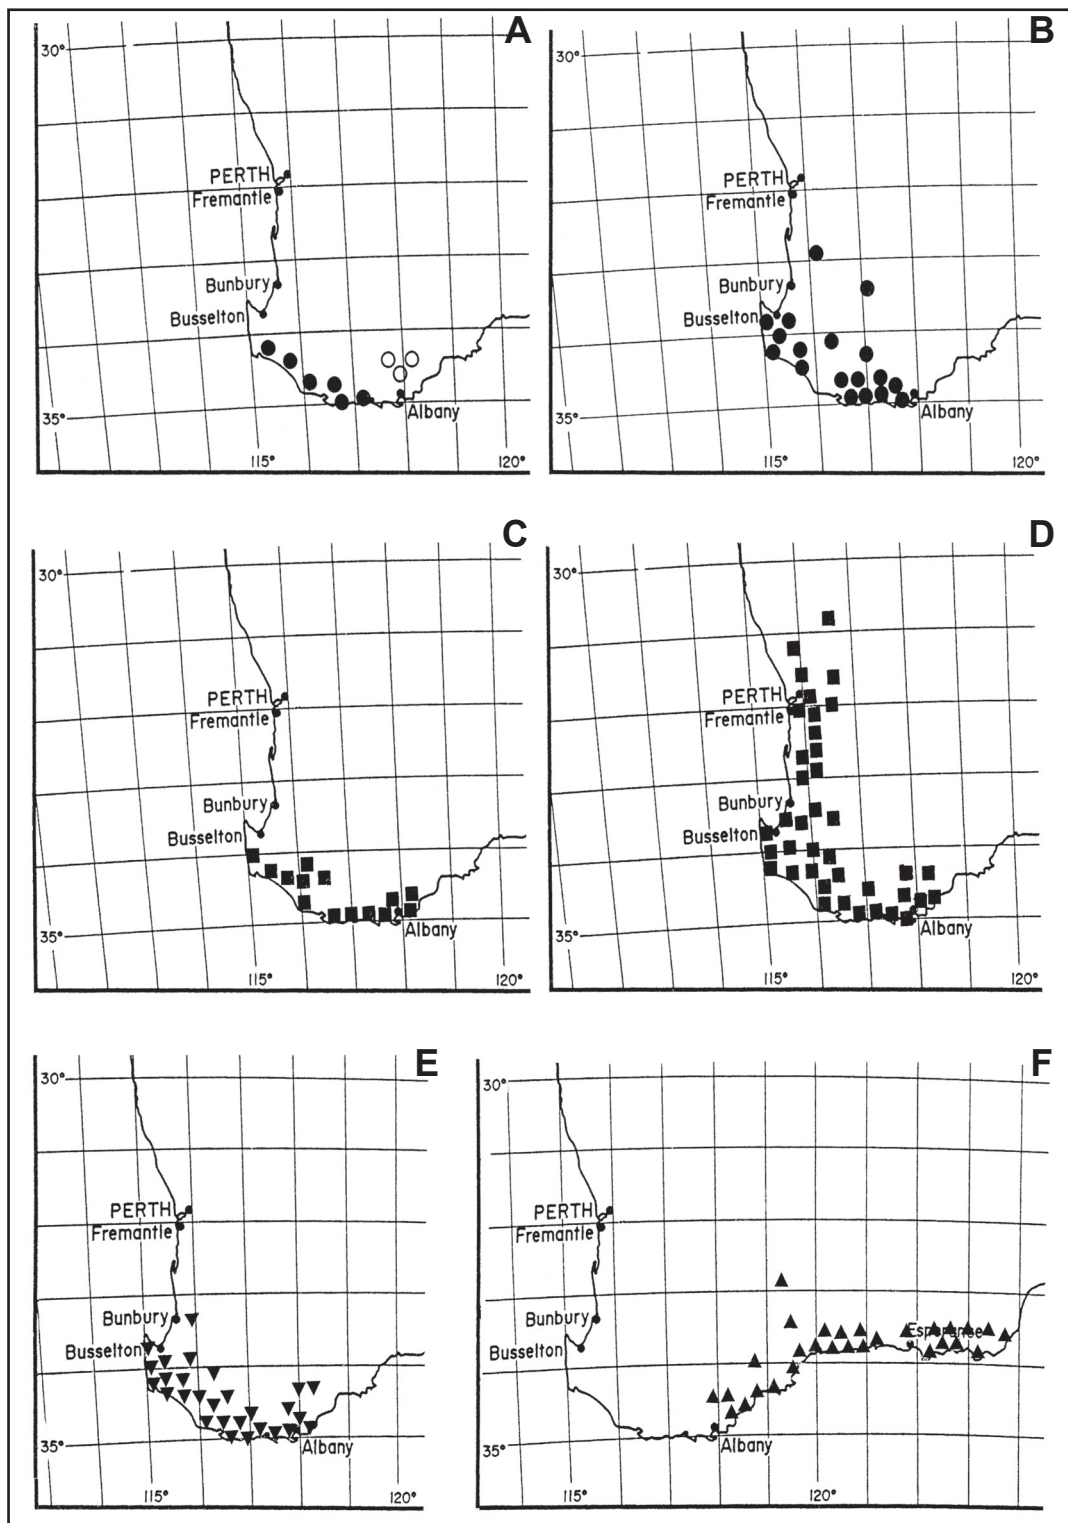 A
30°
PERTH
Fremantle
Bunbury
Busselton
Albany
35°
115°
120°
B
30°
PERTH
Fremantle
Bunbury
Busselton
Albany
35°
115°
120°
C
30°
PERTH
Fremantle
Bunbury
Busselton
Albany
35°
115°
120°
D
30°
PERTH
Fremantle
Bunbury
Busselton
Albany
35°
115°
120°
E
30°
PERTH
Fremantle
Bunbury
Busselton
Albany
35°
115°
120°
F
30°
PERTH
Fremantle
Bunbury
Esperance
Busselton
Albany
35°
115°
120°